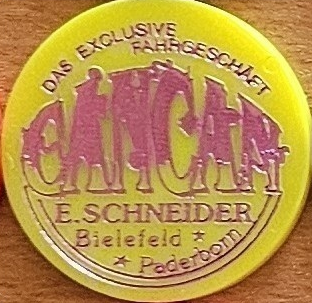 DAS EXCLUSIVE
FAHRGESCHÄFT
CANCAN
E. SCHNEIDER
Bielefeld *
* Paderborn